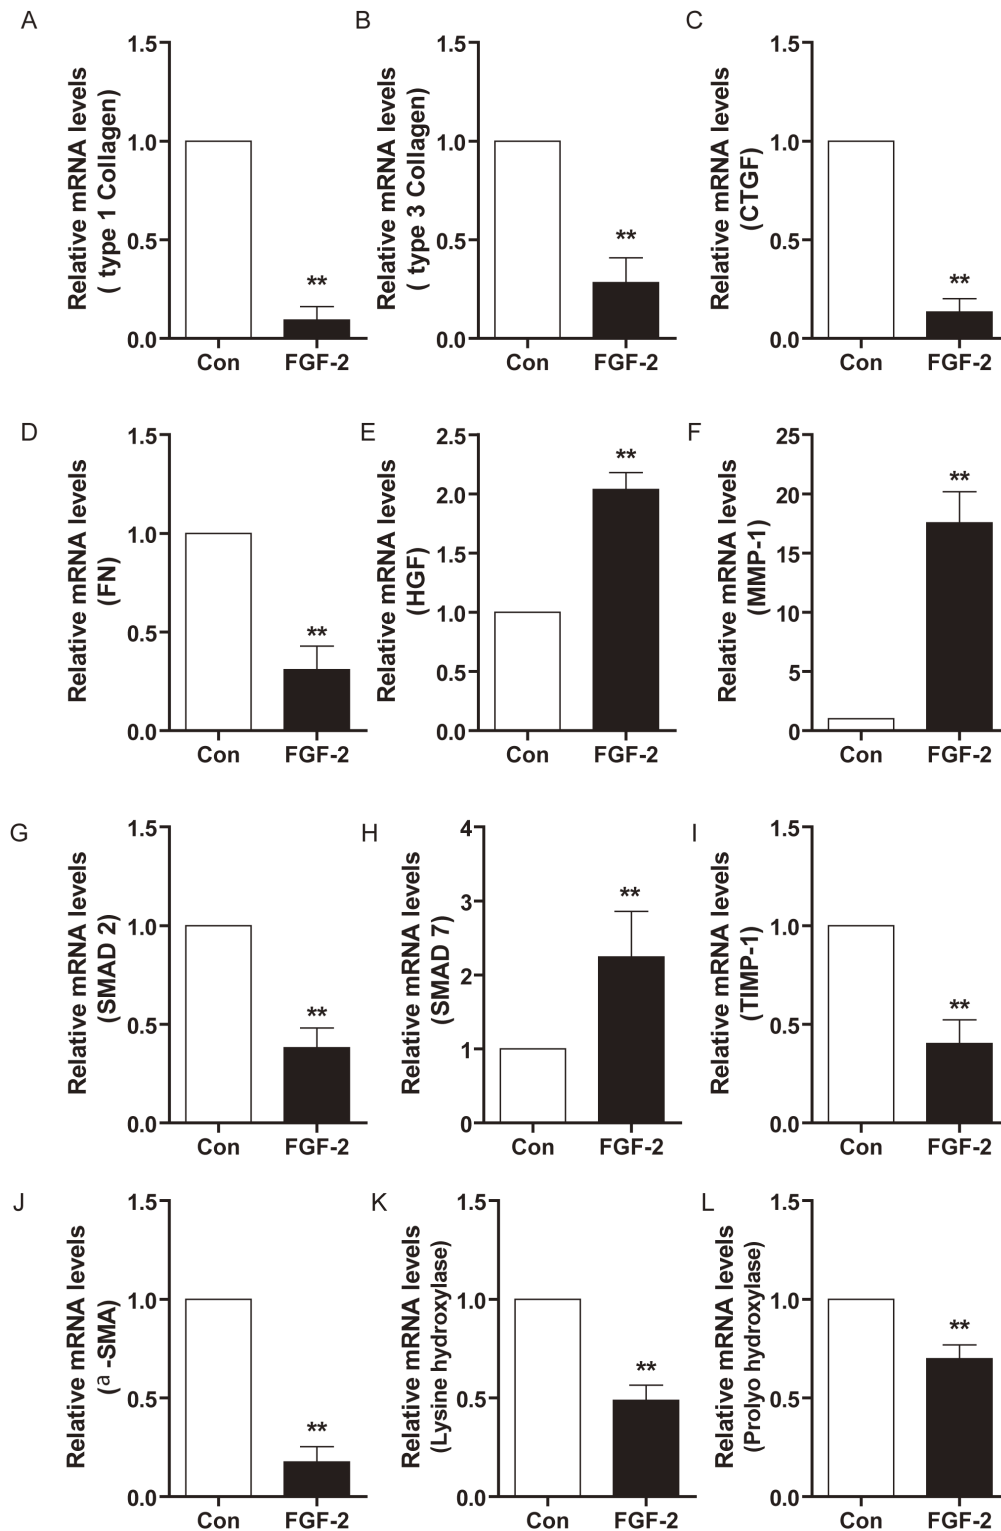 A
Relative mRNA levels
( type 1 Collagen)
1.5
1.0
0.5
0.0
**
Con
FGF-2
B
Relative mRNA levels
( type 3 Collagen)
1.5
1.0
0.5
0.0
**
Con
FGF-2
C
Relative mRNA levels
(CTGF)
1.5
1.0
0.5
0.0
**
Con
FGF-2
D
Relative mRNA levels
(FN)
1.5
1.0
0.5
0.0
**
Con
FGF-2
E
Relative mRNA levels
(HGF)
2.5
2.0
1.5
1.0
0.5
0.0
**
Con
FGF-2
F
Relative mRNA levels
(MMP-1)
25
20
15
10
5
0
**
Con
FGF-2
G
Relative mRNA levels
(SMAD 2)
1.5
1.0
0.5
0.0
**
Con
FGF-2
H
Relative mRNA levels
(SMAD 7)
4
3
2
1
0
**
Con
FGF-2
I
Relative mRNA levels
(TIMP-1)
1.5
1.0
0.5
0.0
**
Con
FGF-2
J
Relative mRNA levels
(a -SMA)
1.5
1.0
0.5
0.0
**
Con
FGF-2
K
Relative mRNA levels
(Lysine hydroxylase)
1.5
1.0
0.5
0.0
**
Con
FGF-2
L
Relative mRNA levels
(Prolyo hydroxylase)
1.5
1.0
0.5
0.0
**
Con
FGF-2